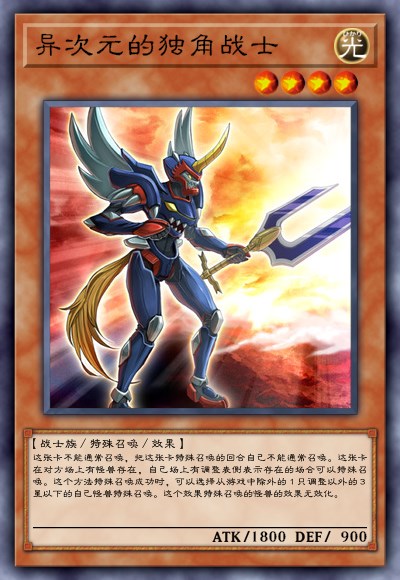 异次元的独角战士
光
【战士族／特殊召唤／效果】
这张卡不能通常召唤，把这张卡特殊召唤的回合自己不能通常召唤。这张卡
在对方场上有怪兽存在，自己场上有调整表侧表示存在的场合可以特殊召
唤。这个方法特殊召唤成功时，可以选择从游戏中除外的1只调整以外的3
星以下的自己怪兽特殊召唤。这个效果特殊召唤的怪兽的效果无效化。
ATK/1800 DEF/ 900